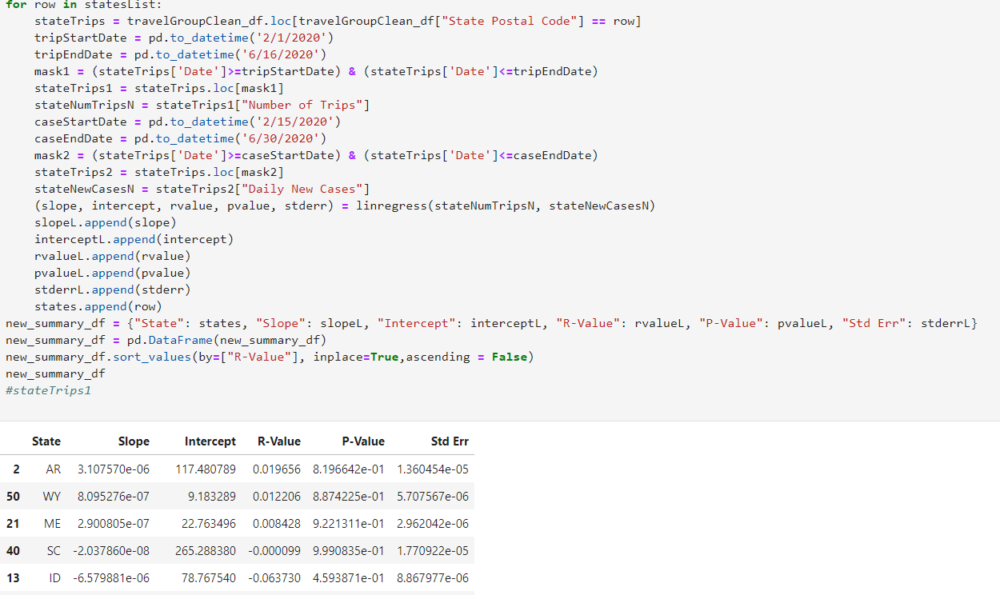 for row in statesList:
    stateTrips = travelGroupClean_df.loc[travelGroupClean_df["State Postal Code"] == row]
    tripStartDate = pd.to_datetime('2/1/2020')
    tripEndDate = pd.to_datetime('6/16/2020')
    mask1 = (stateTrips['Date']>=tripStartDate) & (stateTrips['Date']<=tripEndDate)
    stateTrips1 = stateTrips.loc[mask1]
    stateNumTripsN = stateTrips1["Number of Trips"]
    caseStartDate = pd.to_datetime('2/15/2020')
    caseEndDate = pd.to_datetime('6/30/2020')
    mask2 = (stateTrips['Date']>=caseStartDate) & (stateTrips['Date']<=caseEndDate)
    stateTrips2 = stateTrips.loc[mask2]
    stateNewCasesN = stateTrips2["Daily New Cases"]
    (slope, intercept, rvalue, pvalue, stderr) = linregress(stateNumTripsN, stateNewCasesN)
    slopeL.append(slope)
    interceptL.append(intercept)
    rvalueL.append(rvalue)
    pvalueL.append(pvalue)
    stderrL.append(stderr)
    states.append(row)
new_summary_df = {"State": states, "Slope": slopeL, "Intercept": interceptL, "R-Value": rvalueL, "P-Value": pvalueL, "Std Err": stderrL}
new_summary_df = pd.DataFrame(new_summary_df)
new_summary_df.sort_values(by=["R-Value"], inplace=True,ascending = False)
new_summary_df
#stateTrips1
State Slope Intercept R-Value P-Value Std Err
2 AR 3.107570e-06 117.480789 0.019656 8.196642e-01 1.360454e-05
50 WY 8.095276e-07 9.183289 0.012206 8.874225e-01 5.707567e-06
21 ME 2.900805e-07 22.763496 0.008428 9.221311e-01 2.962042e-06
40 SC -2.037860e-08 265.288380 -0.000099 9.990835e-01 1.770922e-05
13 ID -6.579881e-06 78.767540 -0.063730 4.593871e-01 8.867977e-06